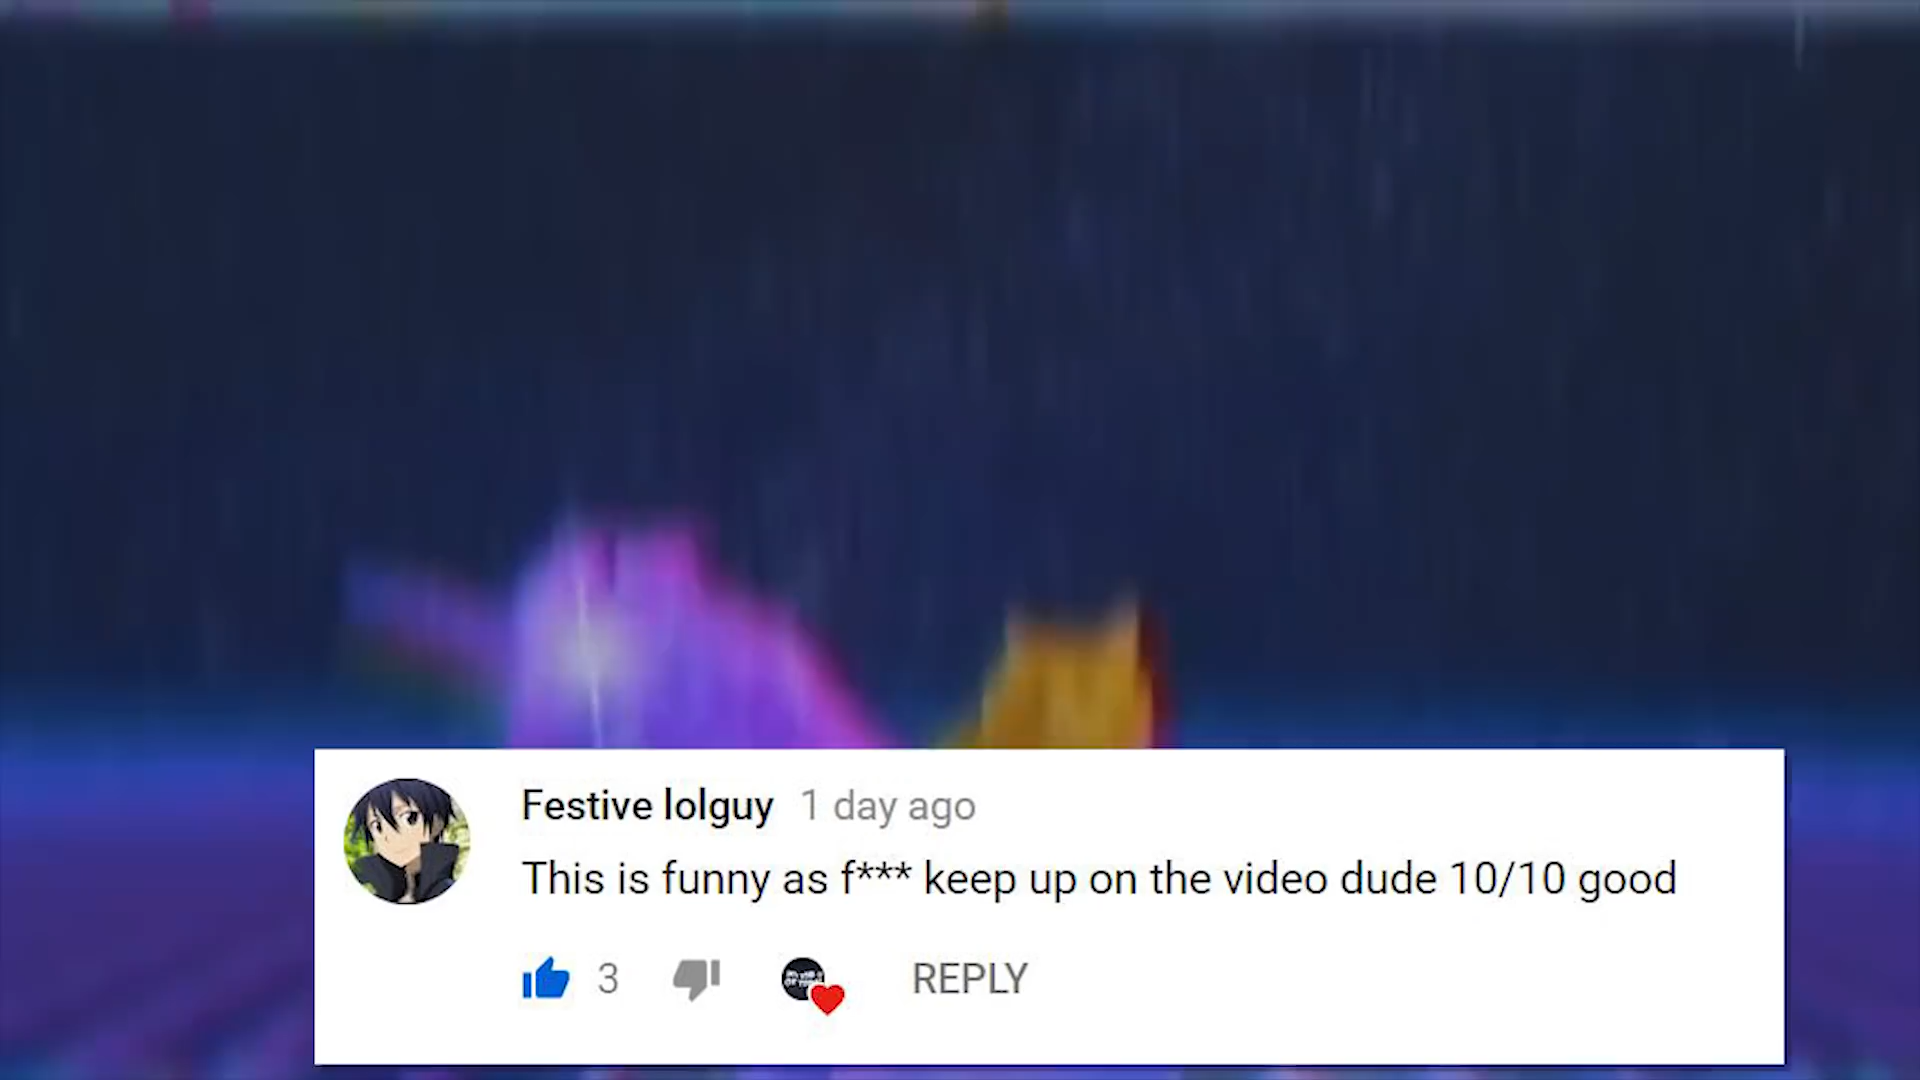 Festive lolguy 1 day ago
This is funny as f*** keep up on the video dude 10/10 good
3 REPLY